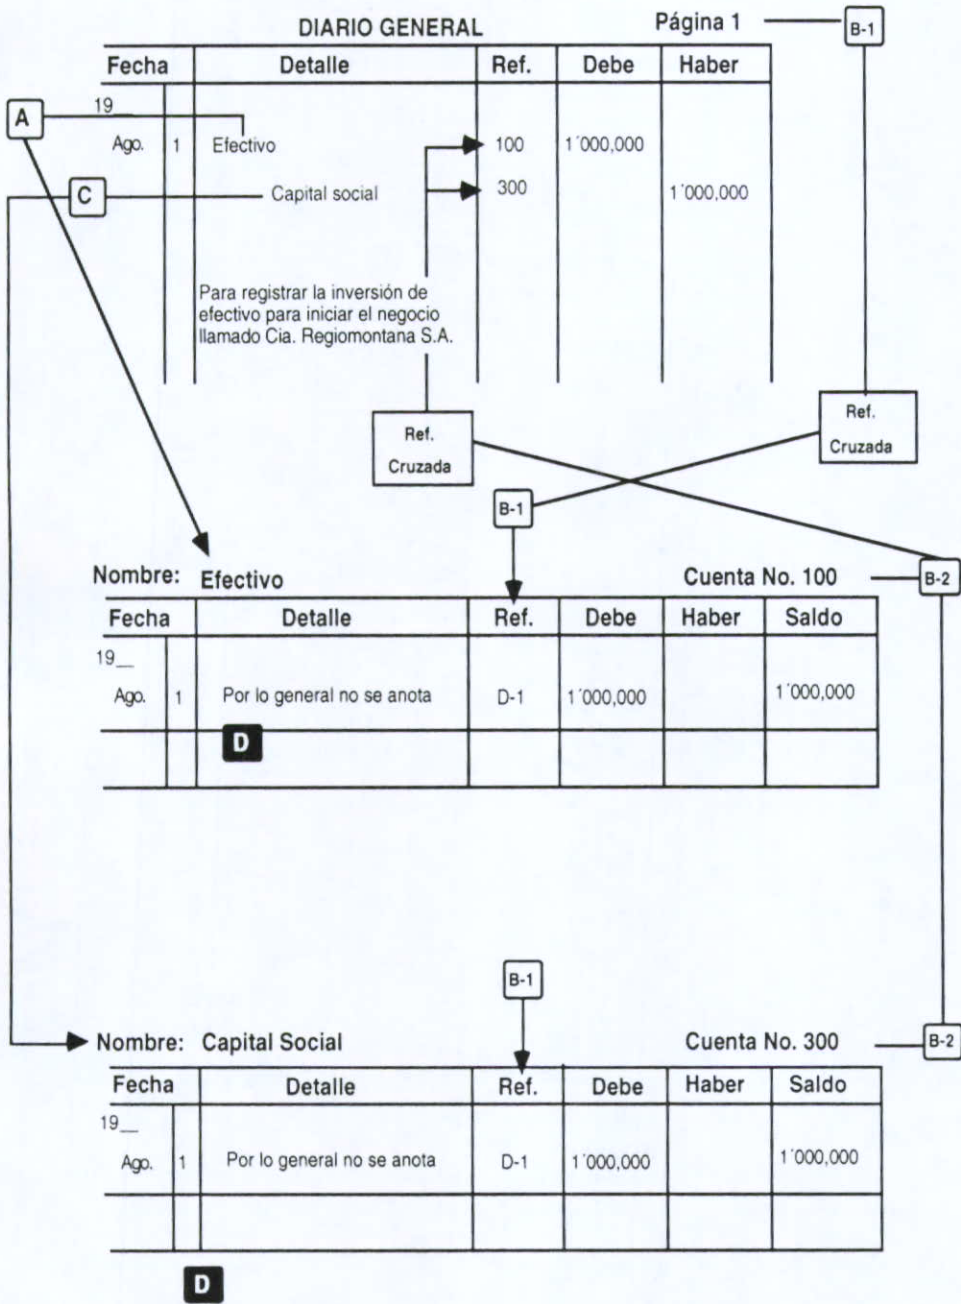 DIARIO GENERAL Página 1 B-1
Fecha Detalle Ref. Debe Haber
19__
A
Ago. 1 Efectivo 100 1'000,000
C Capital social 300 1'000,000
Para registrar la inversión de
efectivo para iniciar el negocio
llamado Cia. Regiomontana S.A.
Ref.
Cruzada
Ref.
Cruzada
B-1
Nombre: Efectivo Cuenta No. 100 B-2
Fecha Detalle Ref. Debe Haber Saldo
19__
Ago. 1 Por lo general no se anota D-1 1'000,000 1'000,000
D
B-1
Nombre: Capital Social Cuenta No. 300 B-2
Fecha Detalle Ref. Debe Haber Saldo
19__
Ago. 1 Por lo general no se anota D-1 1'000,000 1'000,000
D